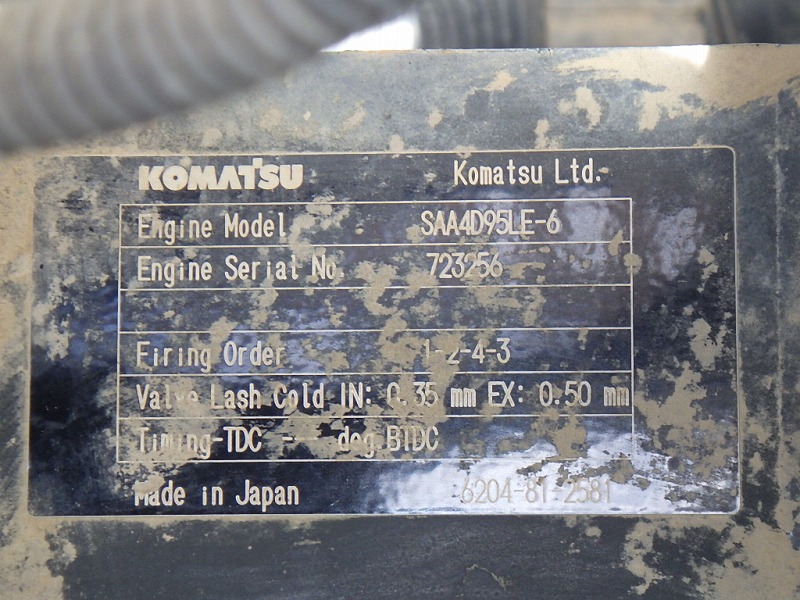 KOMATSU Komatsu Ltd.
Engine Model SAA4D95LE-6
Engine Serial No. 723256
Firing Order 1-2-4-3
Valve Lash Cold IN: 0.35 mm EX: 0.50 mm
Timing-TDC -- deg BTDC
Made in Japan 6204-81-2581